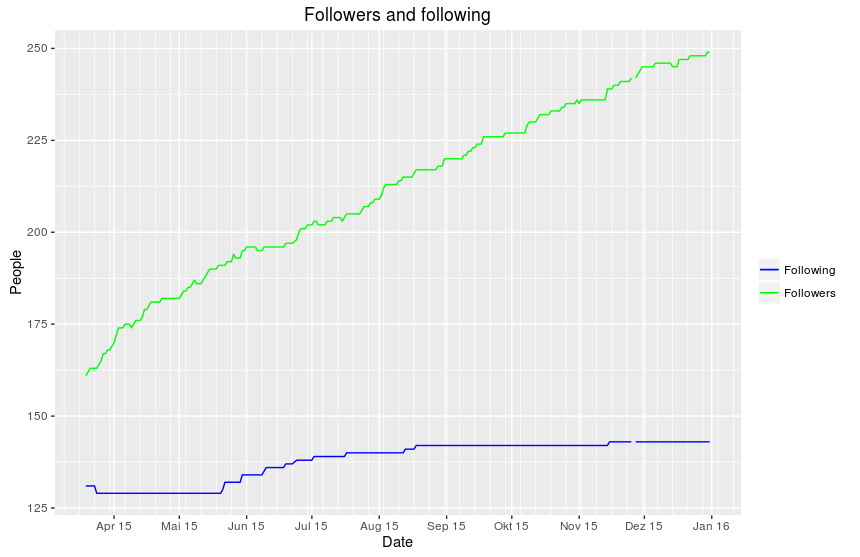 Followers and following
250
225
200
175
150
125
People
Apr 15 Mai 15 Jun 15 Jul 15 Aug 15 Sep 15 Okt 15 Nov 15 Dez 15 Jan 16
Date
Following
Followers